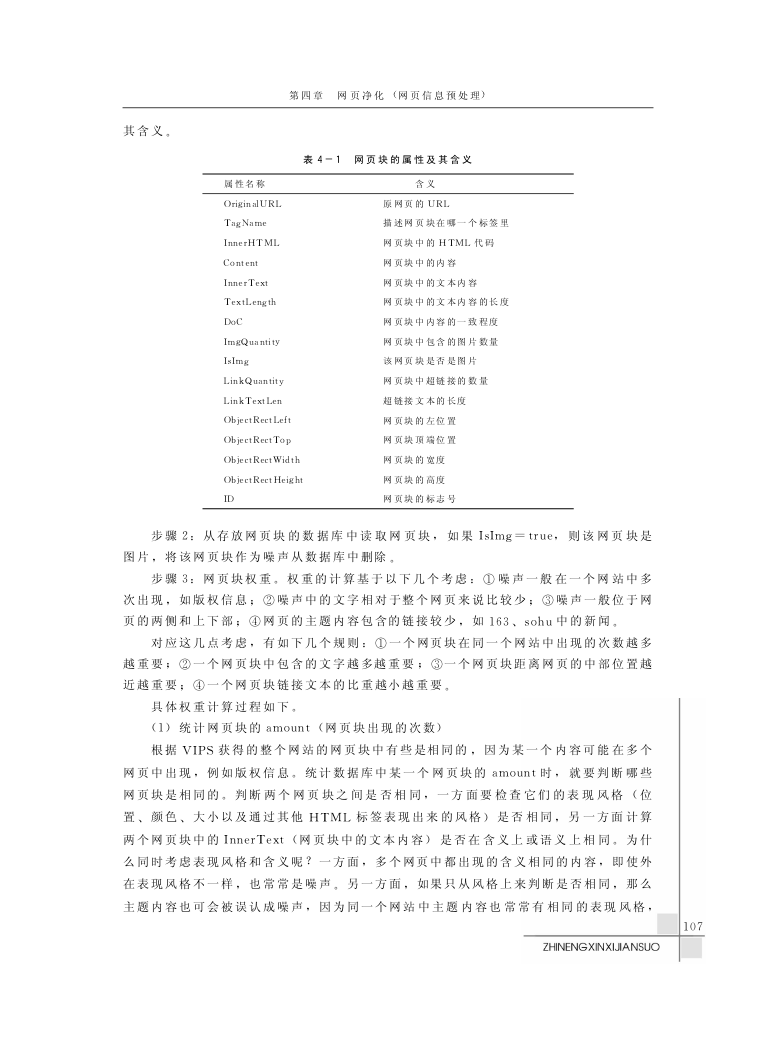 第四章 网页净化（网页信息预处理）
其含义。
表 4－1 网页块的属性及其含义
属性名称 含义
OriginalURL 原网页的 URL
TagName 描述网页块在哪一个标签里
InnerHTML 网页块中的 HTML 代码
Content 网页块中的内容
InnerText 网页块中的文本内容
TextLength 网页块中的文本内容的长度
DoC 网页块中内容的一致程度
ImgQuantity 网页块中包含的图片数量
IsImg 该网页块是否是图片
LinkQuantity 网页块中超链接的数量
LinkTextLen 超链接文本的长度
ObjectRectLeft 网页块的左位置
ObjectRectTop 网页块顶端位置
ObjectRectWidth 网页块的宽度
ObjectRectHeight 网页块的高度
ID 网页块的标志号
步骤 2：从存放网页块的数据库中读取网页块，如果 IsImg＝true，则该网页块是
图片，将该网页块作为噪声从数据库中删除。
步骤 3：网页块权重。权重的计算基于以下几个考虑：①噪声一般在一个网站中多
次出现，如版权信息；②噪声中的文字相对于整个网页来说比较少；③噪声一般位于网
页的两侧和上下部；④网页的主题内容包含的链接较少，如 163、sohu 中的新闻。
对应这几点考虑，有如下几个规则：①一个网页块在同一个网站中出现的次数越多
越重要；②一个网页块中包含的文字越多越重要；③一个网页块距离网页的中部位置越
近越重要；④一个网页块链接文本的比重越小越重要。
具体权重计算过程如下。
（1）统计网页块的 amount（网页块出现的次数）
根据 VIPS 获得的整个网站的网页块中有些是相同的，因为某一个内容可能在多个
网页中出现，例如版权信息。统计数据库中某一个网页块的 amount 时，就要判断哪些
网页块是相同的。判断两个网页块之间是否相同，一方面要检查它们的表现风格（位
置、颜色、大小以及通过其他 HTML 标签表现出来的风格）是否相同，另一方面计算
两个网页块中的 InnerText（网页块中的文本内容）是否在含义上或语义上相同。为什
么同时考虑表现风格和含义呢？一方面，多个网页中都出现的含义相同的内容，即使外
在表现风格不一样，也常常是噪声。另一方面，如果只从风格上来判断是否相同，那么
主题内容也可会被误认成噪声，因为同一个网站中主题内容也常常有相同的表现风格，
107
ZHINENGXINXIJIANSUO